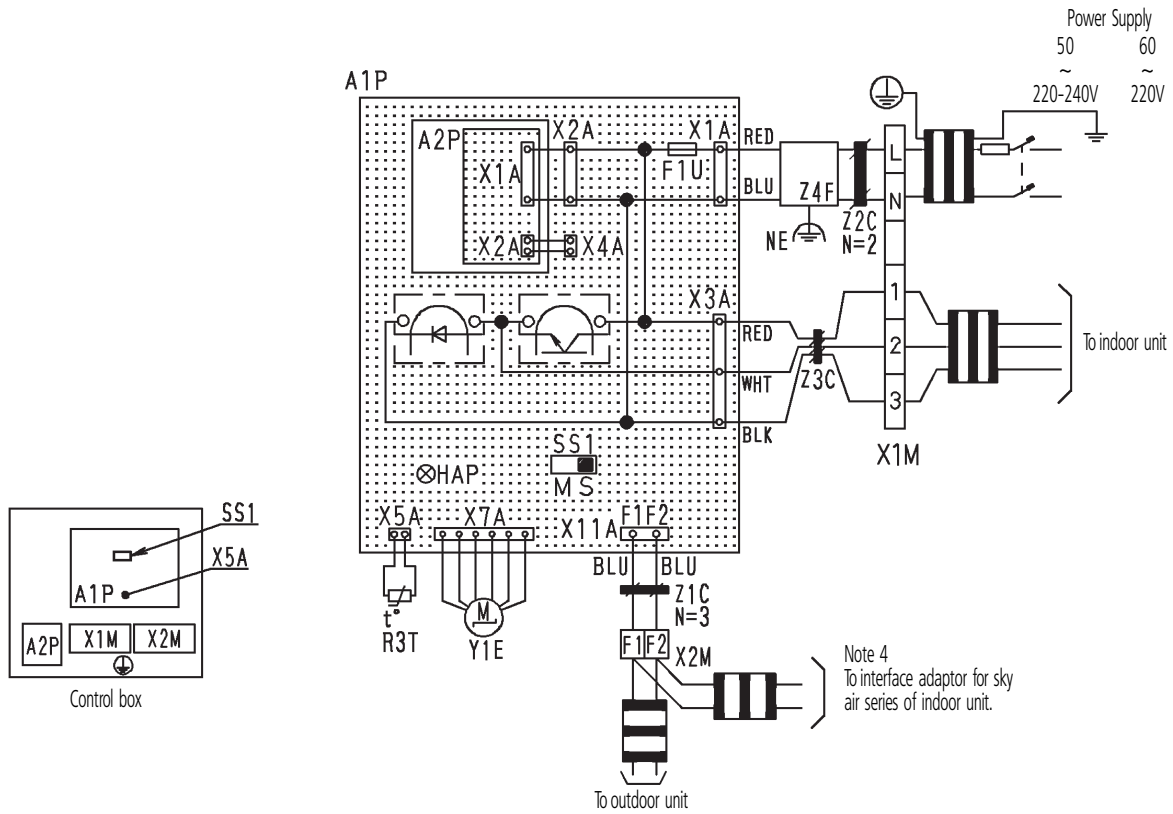 Power Supply
50 60
~ ~
220-240V 220V
A1P
A2P
X2A
X1A
RED
X1A
F1U
L
BLU
Z4F
N
X2A
X4A
NE
Z2C
N=2
X3A
1
RED
2
To indoor unit
WHT
Z3C
3
BLK
SS1
X1M
HAP
M S
SS1
X5A
X7A
X11A
F1F2
X5A
BLU
BLU
A1P
Z1C
N=3
t°
M
R3T
Y1E
A2P
X1M
X2M
F1 F2
X2M
Note 4
To interface adaptor for sky
air series of indoor unit.
Control box
To outdoor unit